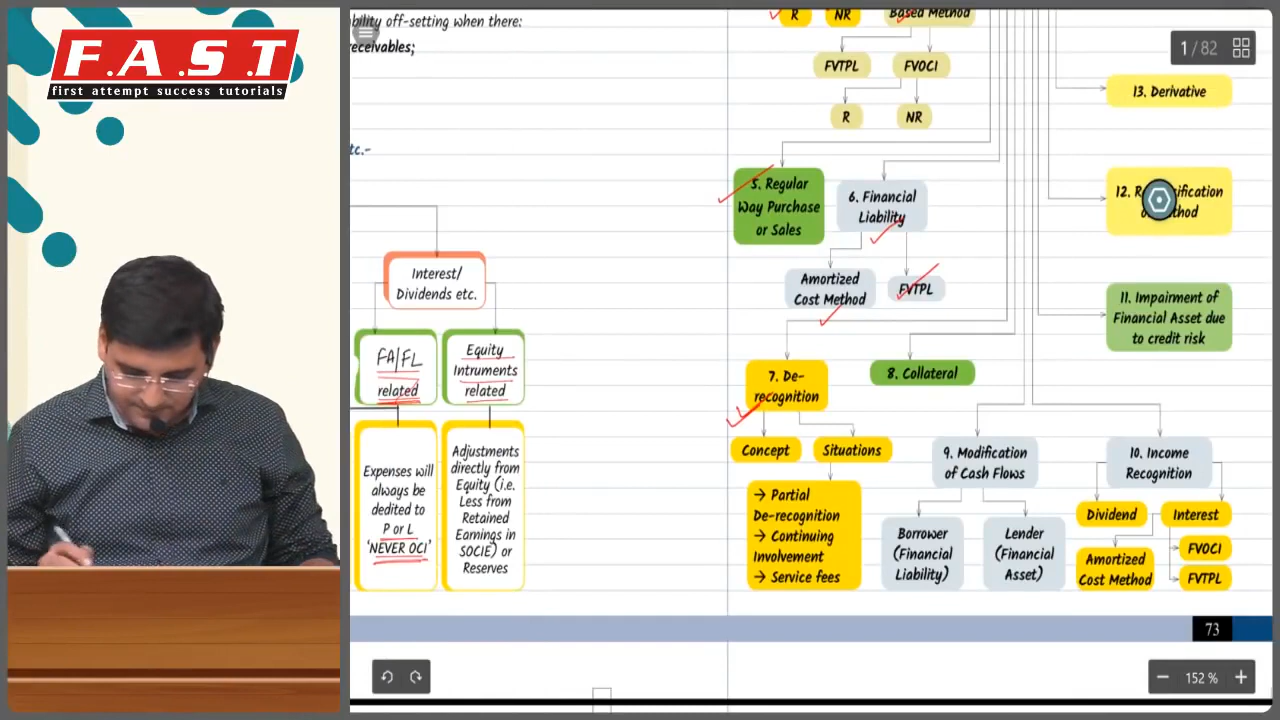 F.A.S.T
first attempt success tutorials
bility off-setting when there:
receivables;
tc.-
Interest/
Dividends etc.
FA/FL
related
Equity
Intruments
related
Expenses will
always be
dedited to
P or L
'NEVER OCI'
Adjustments
directly from
Equity (i.e.
Less from
Retained
Earnings in
SOCIE) or
Reserves
R
NR
Based Method
FVTPL
FVOCI
R
NR
5. Regular
Way Purchase
or Sales
6. Financial
Liability
Amortized
Cost Method
FVTPL
7. De-
recognition
Concept
Situations
→ Partial
De-recognition
→ Continuing
Involvement
→ Service fees
8. Collateral
9. Modification
of Cash Flows
Borrower
(Financial
Liability)
Lender
(Financial
Asset)
10. Income
Recognition
Dividend
Interest
Amortized
Cost Method
FVOCI
FVTPL
1 / 82
13. Derivative
12.
11. Impairment of
Financial Asset due
to credit risk
73
152 %